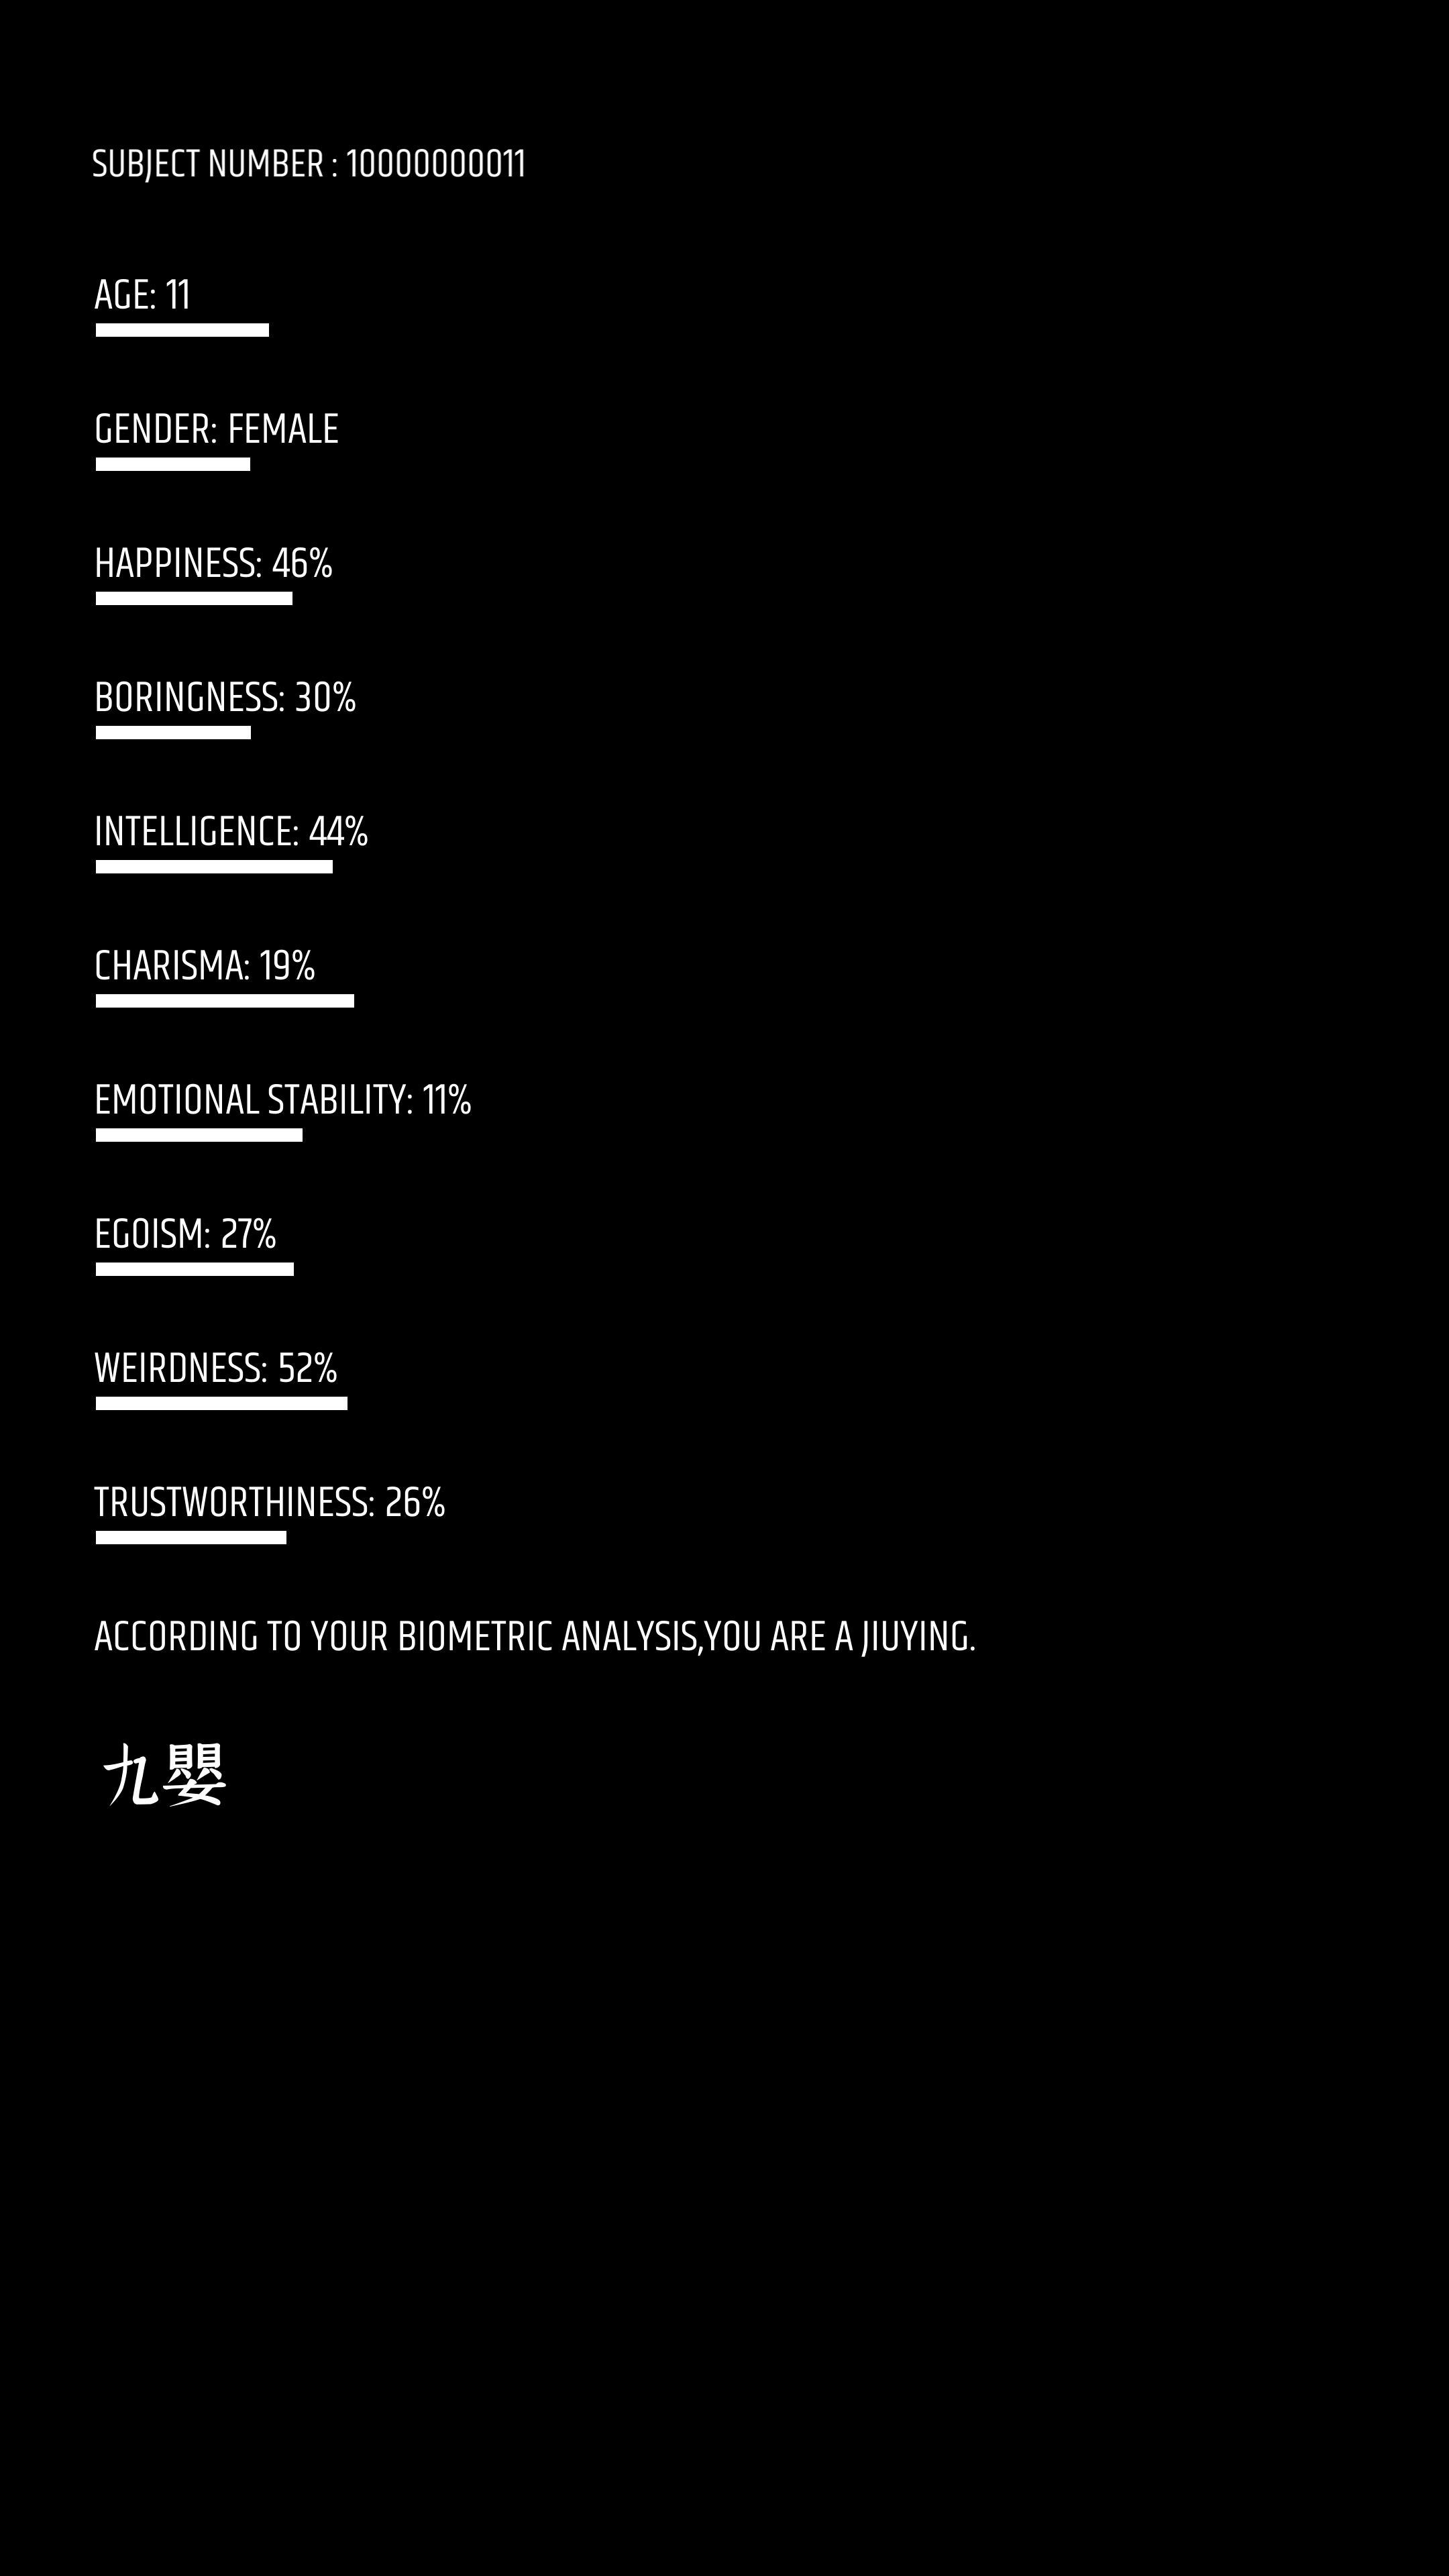 SUBJECT NUMBER : 10000000011
AGE: 11
GENDER: FEMALE
HAPPINESS: 46%
BORINGNESS: 30%
INTELLIGENCE: 44%
CHARISMA: 19%
EMOTIONAL STABILITY: 11%
EGOISM: 27%
WEIRDNESS: 52%
TRUSTWORTHINESS: 26%
ACCORDING TO YOUR BIOMETRIC ANALYSIS,YOU ARE A JIUYING.
九嬰